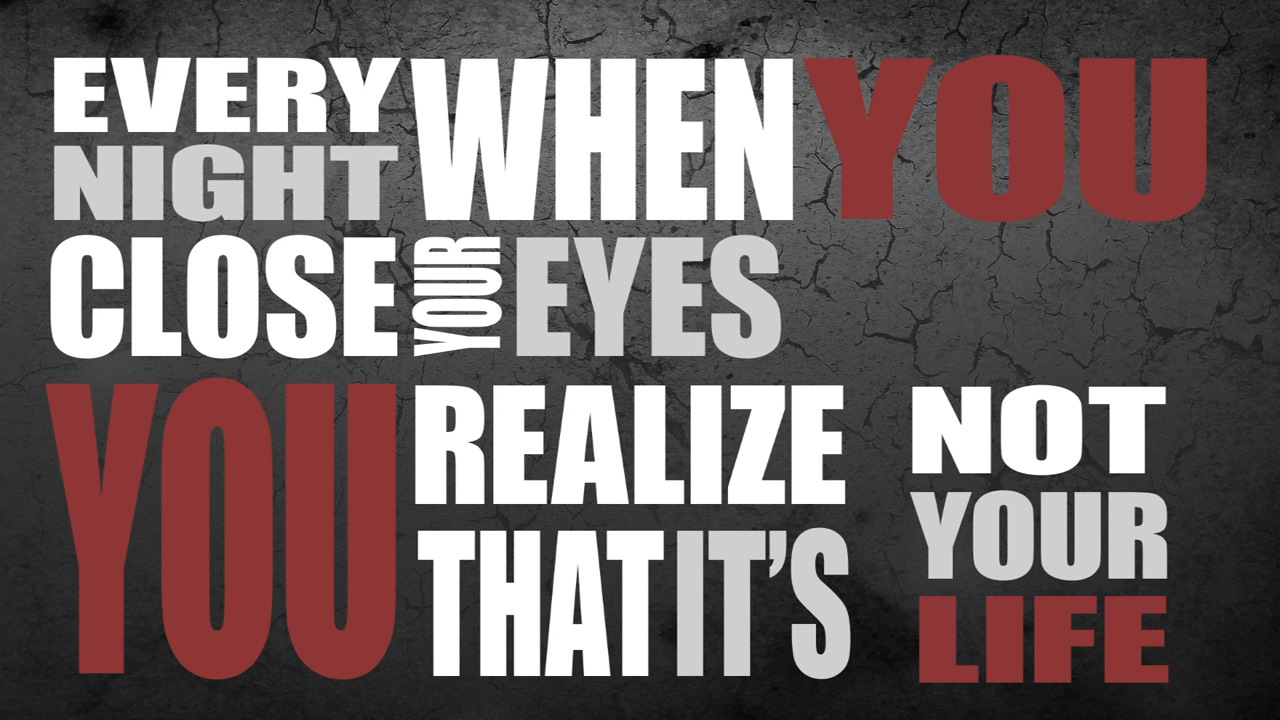 EVERY
NIGHT
WHEN YOU
CLOSE YOUR EYES
YOU
REALIZE
THAT IT'S
NOT
YOUR
LIFE